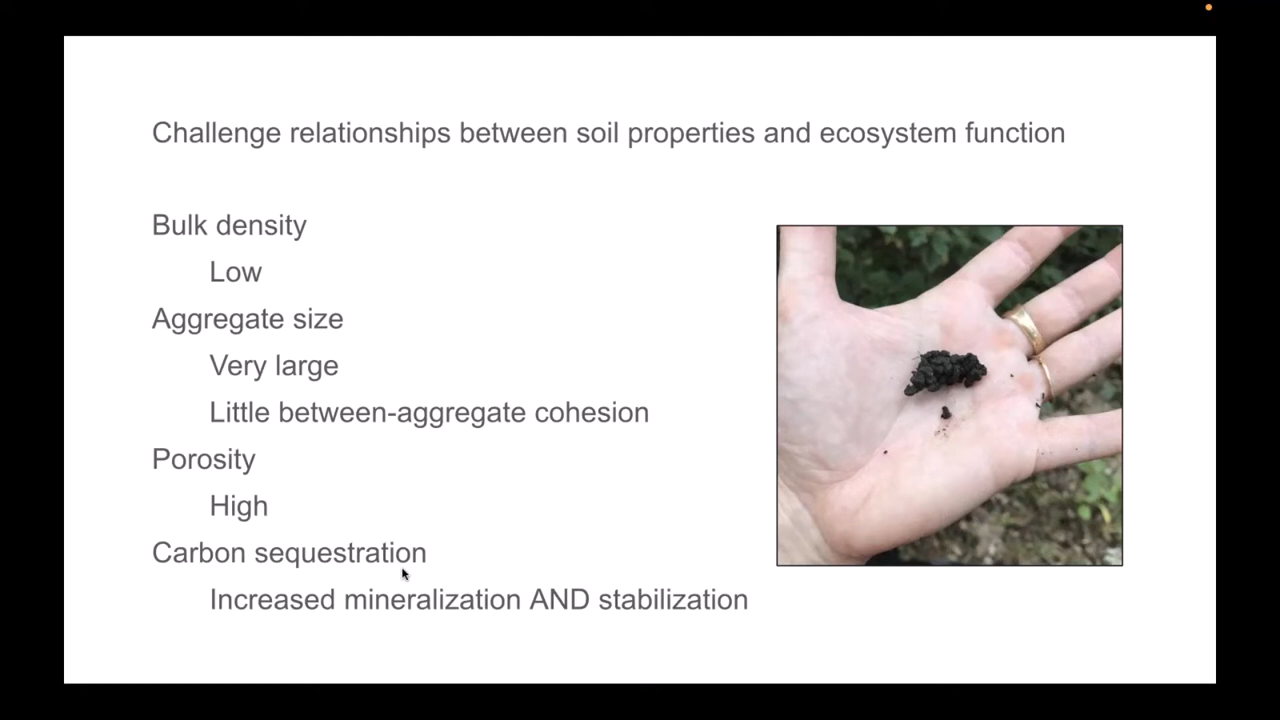 Challenge relationships between soil properties and ecosystem function
Bulk density
Low
Aggregate size
Very large
Little between-aggregate cohesion
Porosity
High
Carbon sequestration
Increased mineralization AND stabilization